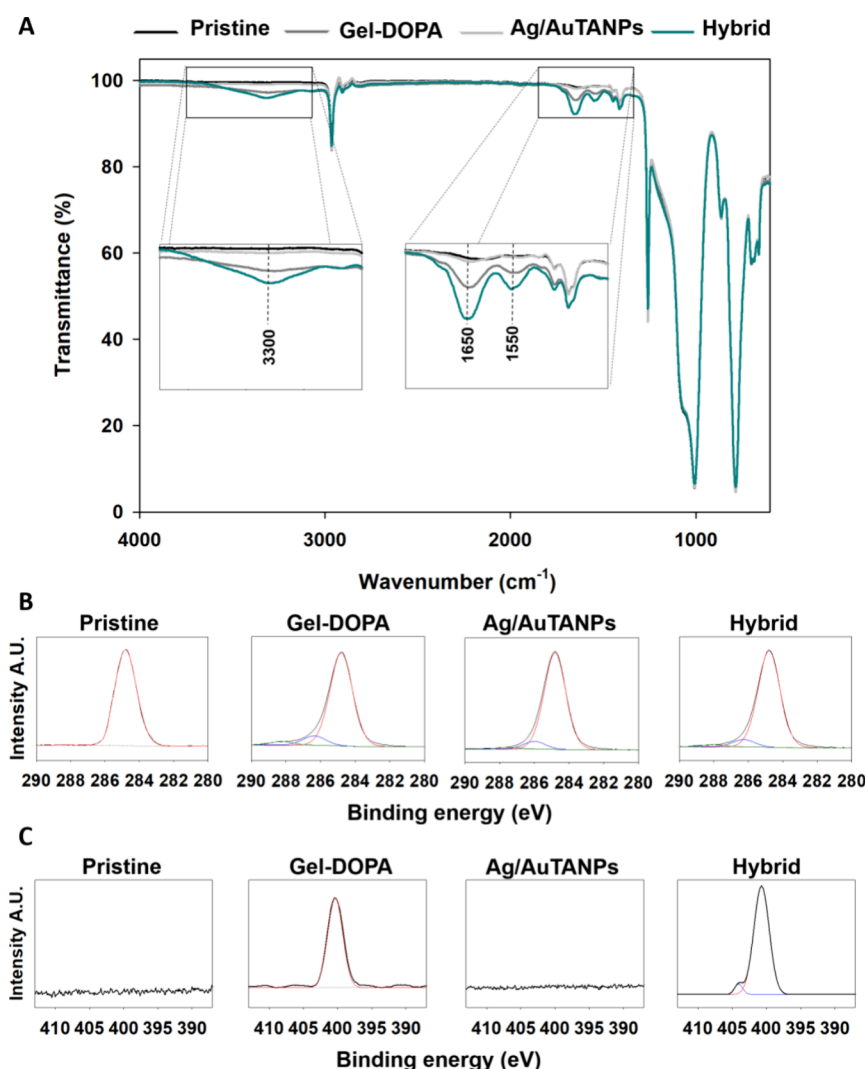 A
Pristine Gel-DOPA Ag/AuTANPs Hybrid
100
80
60
40
20
0
Transmittance (%)
3300
1650
1550
4000 3000 2000 1000
Wavenumber (cm⁻¹)
B
Pristine Gel-DOPA Ag/AuTANPs Hybrid
Intensity A.U.
290 288 286 284 282 280 290 288 286 284 282 280 290 288 286 284 282 280 290 288 286 284 282 280
Binding energy (eV)
C
Pristine Gel-DOPA Ag/AuTANPs Hybrid
Intensity A.U.
410 405 400 395 390 410 405 400 395 390 410 405 400 395 390 410 405 400 395 390
Binding energy (eV)